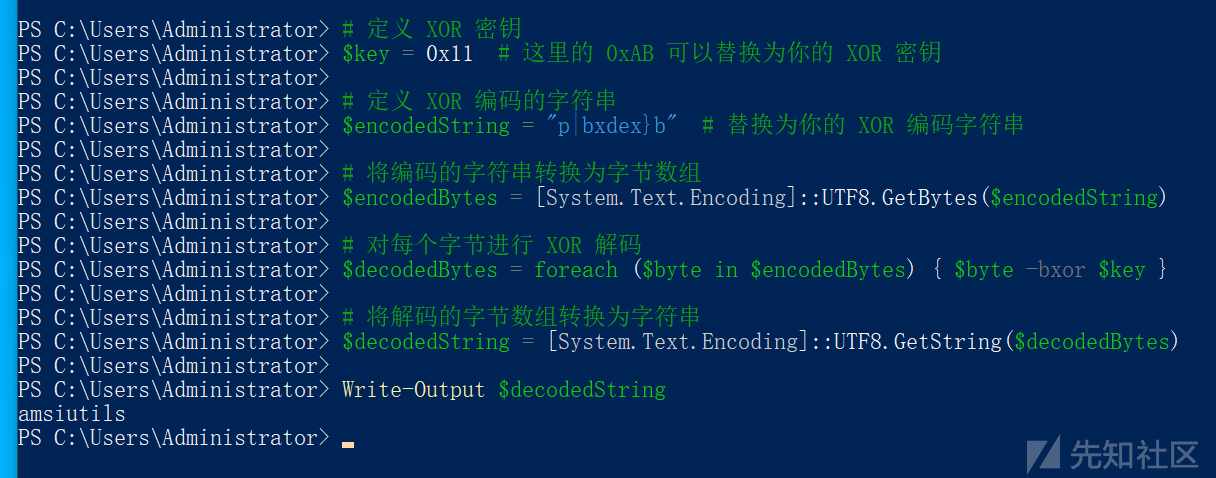 PS C:\Users\Administrator> # 定义 XOR 密钥
PS C:\Users\Administrator> $key = 0x11  # 这里的 0xAB 可以替换为你的 XOR 密钥
PS C:\Users\Administrator>
PS C:\Users\Administrator> # 定义 XOR 编码的字符串
PS C:\Users\Administrator> $encodedString = "p|bxdex}b"  # 替换为你的 XOR 编码字符串
PS C:\Users\Administrator>
PS C:\Users\Administrator> # 将编码的字符串转换为字节数组
PS C:\Users\Administrator> $encodedBytes = [System.Text.Encoding]::UTF8.GetBytes($encodedString)
PS C:\Users\Administrator>
PS C:\Users\Administrator> # 对每个字节进行 XOR 解码
PS C:\Users\Administrator> $decodedBytes = foreach ($byte in $encodedBytes) { $byte -bxor $key }
PS C:\Users\Administrator>
PS C:\Users\Administrator> # 将解码的字节数组转换为字符串
PS C:\Users\Administrator> $decodedString = [System.Text.Encoding]::UTF8.GetString($decodedBytes)
PS C:\Users\Administrator>
PS C:\Users\Administrator> Write-Output $decodedString
amsiutils
PS C:\Users\Administrator>
先知社区